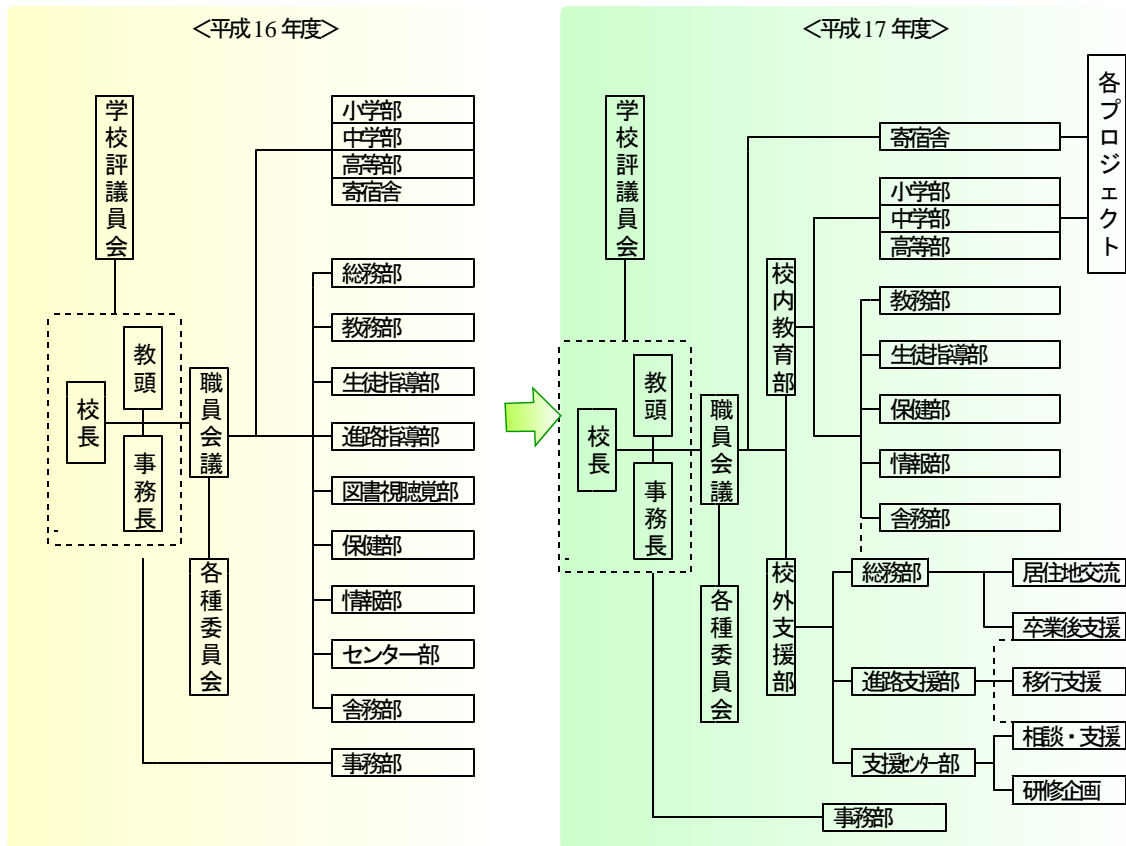 ＜平成16 年度＞
学校評議員会
小学部
中学部
高等部
寄宿舎
総務部
教務部
生徒指導部
進路指導部
図書視聴覚部
保健部
情報部
センター部
舎務部
事務部
教頭
校長
事務長
職員会議
各種委員会
＜平成17 年度＞
学校評議員会
各プロジェクト
寄宿舎
小学部
中学部
高等部
校内教育部
教務部
生徒指導部
保健部
情報部
舎務部
教頭
校長
事務長
職員会議
各種委員会
校外支援部
総務部
居住地交流
卒業後支援
進路支援部
移行支援
支援センター部
相談・支援
研修企画
事務部